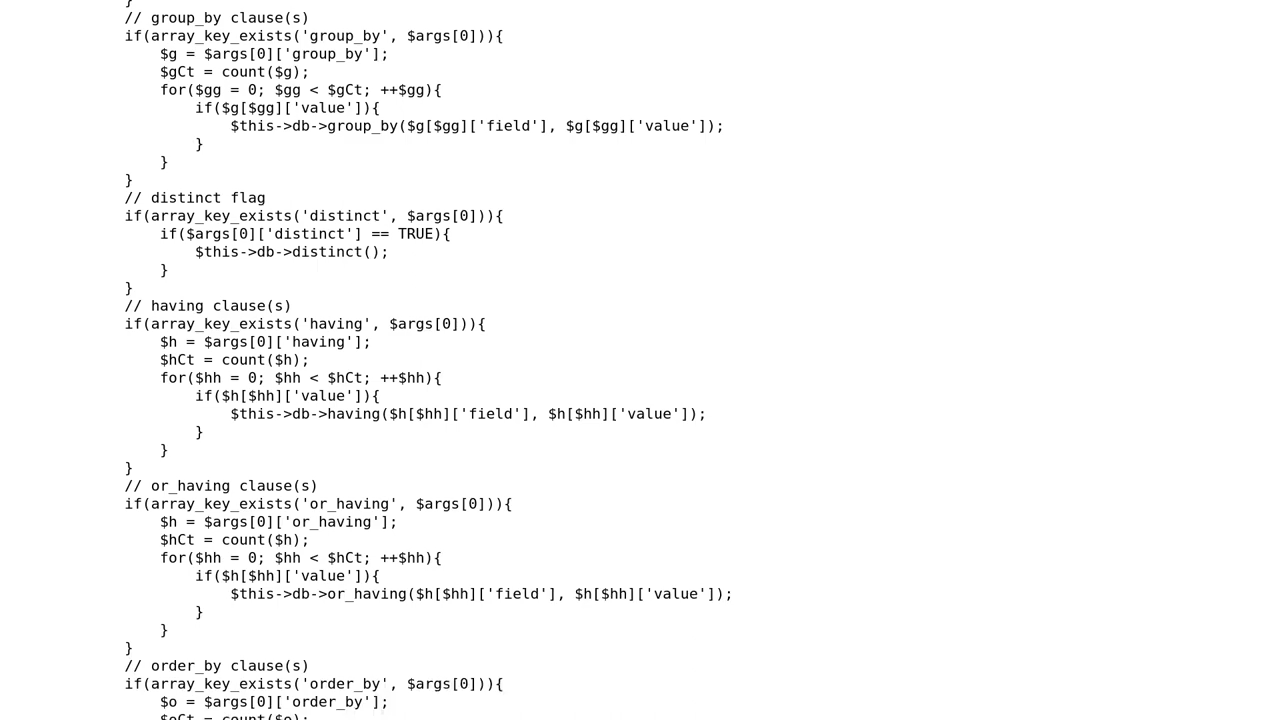 }
// group_by clause(s)
if(array_key_exists('group_by', $args[0])){
$g = $args[0]['group_by'];
$gCt = count($g);
for($gg = 0; $gg < $gCt; ++$gg){
if($g[$gg]['value']){
$this->db->group_by($g[$gg]['field'], $g[$gg]['value']);
}
}
}
// distinct flag
if(array_key_exists('distinct', $args[0])){
if($args[0]['distinct'] == TRUE){
$this->db->distinct();
}
}
// having clause(s)
if(array_key_exists('having', $args[0])){
$h = $args[0]['having'];
$hCt = count($h);
for($hh = 0; $hh < $hCt; ++$hh){
if($h[$hh]['value']){
$this->db->having($h[$hh]['field'], $h[$hh]['value']);
}
}
}
// or_having clause(s)
if(array_key_exists('or_having', $args[0])){
$h = $args[0]['or_having'];
$hCt = count($h);
for($hh = 0; $hh < $hCt; ++$hh){
if($h[$hh]['value']){
$this->db->or_having($h[$hh]['field'], $h[$hh]['value']);
}
}
}
// order_by clause(s)
if(array_key_exists('order_by', $args[0])){
$o = $args[0]['order_by'];
$oCt = count($o);